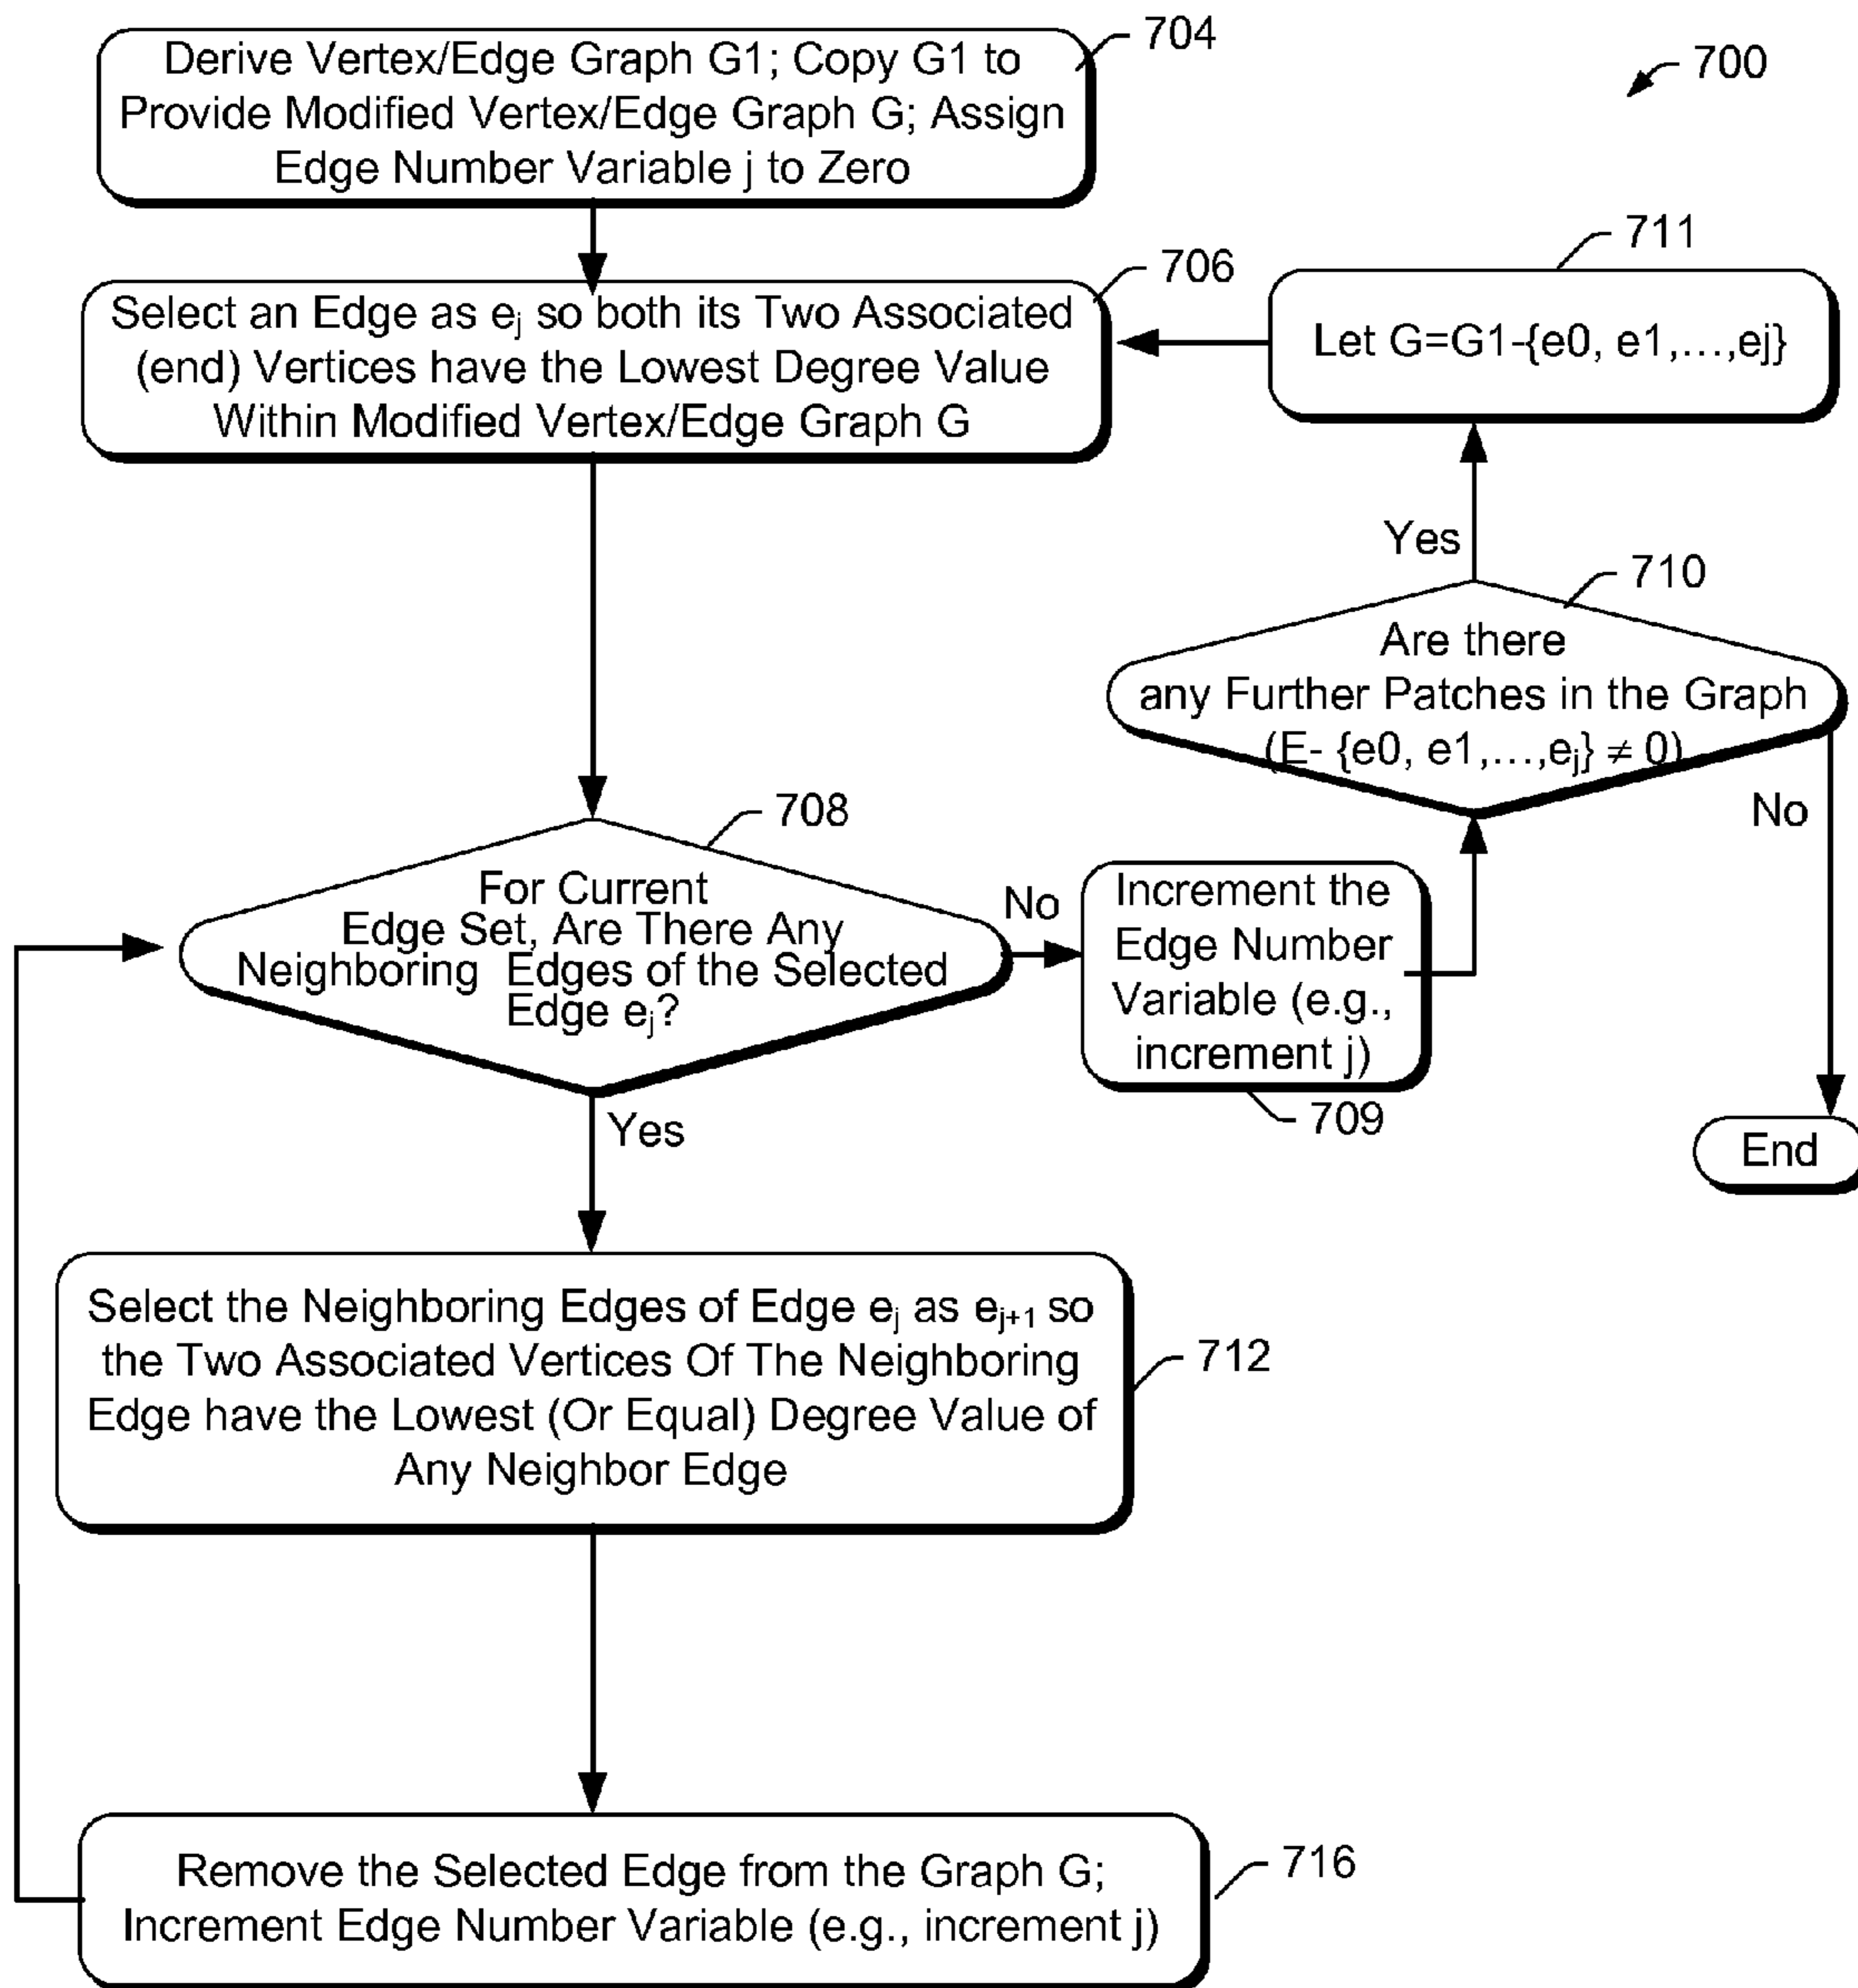 704
Derive Vertex/Edge Graph G1; Copy G1 to
Provide Modified Vertex/Edge Graph G; Assign
Edge Number Variable j to Zero
700
706
Select an Edge as ej so both its Two Associated
(end) Vertices have the Lowest Degree Value
Within Modified Vertex/Edge Graph G
711
Let G=G1-{e0, e1,...,ej}
Yes
710
Are there
any Further Patches in the Graph
(E- {e0, e1,...,ej} ≠ 0)
No
End
708
For Current
Edge Set, Are There Any
Neighboring Edges of the Selected
Edge ej?
No
Increment the
Edge Number
Variable (e.g.,
increment j)
709
Yes
Select the Neighboring Edges of Edge ej as ej+1 so
the Two Associated Vertices Of The Neighboring
Edge have the Lowest (Or Equal) Degree Value of
Any Neighbor Edge
712
Remove the Selected Edge from the Graph G;
Increment Edge Number Variable (e.g., increment j)
716